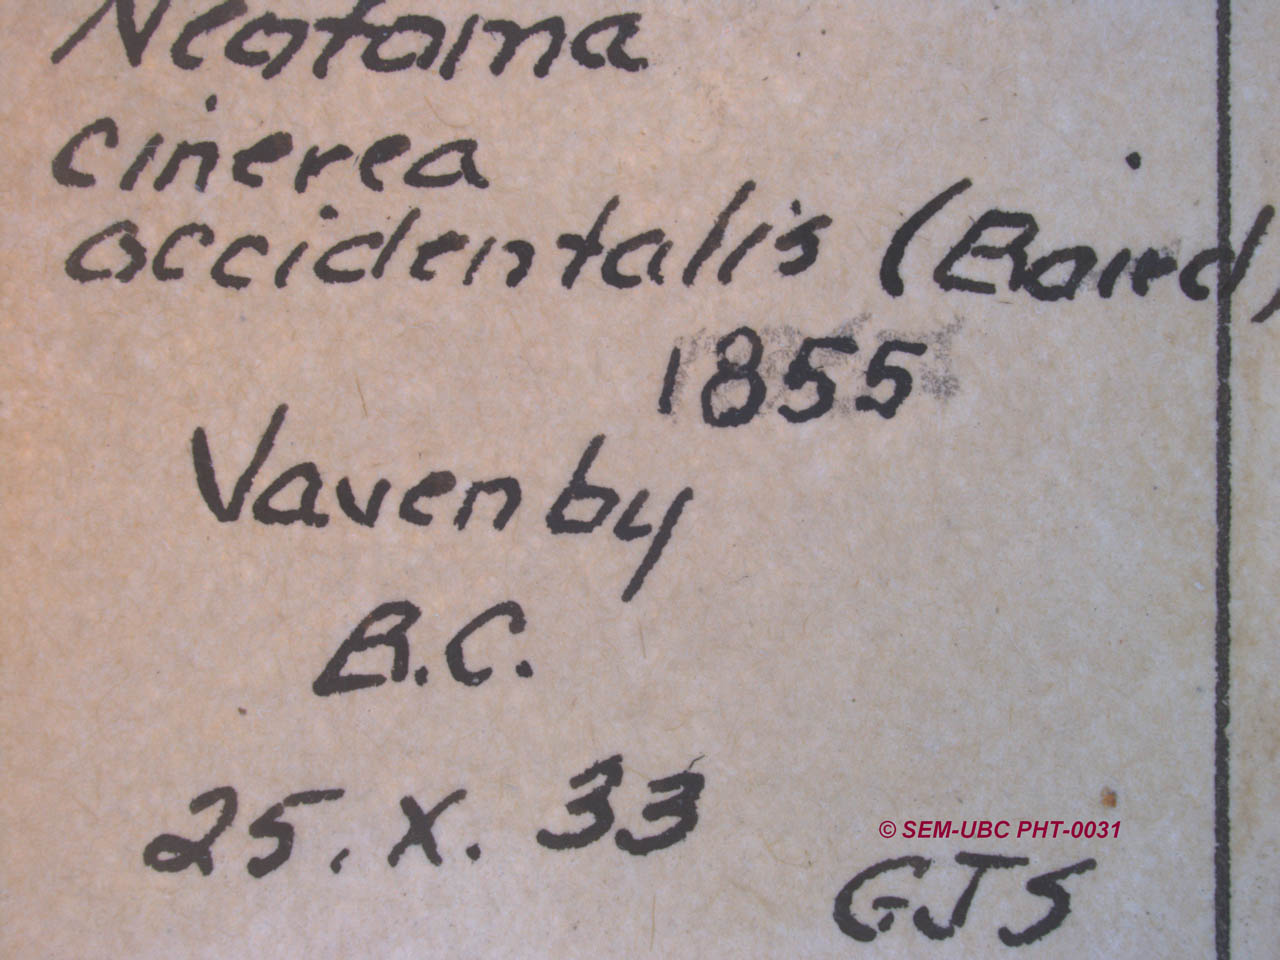 Neotoma
cinerea
occidentalis (Baird)
1855
Vavenby
B.C.
25.X.33
© SEM-UBC PHT-0031
GJS